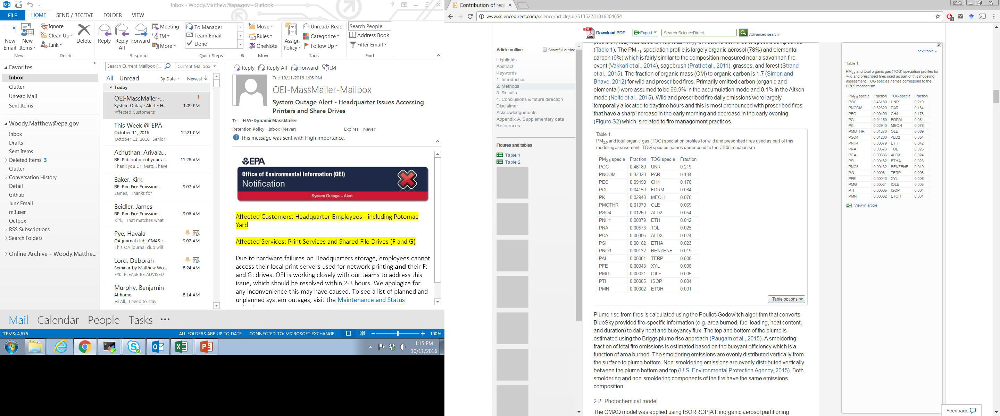 Inbox - Woody.Matthew@epa.gov - Outlook
FILE HOME SEND / RECEIVE FOLDER VIEW
New Email
New Items
Ignore
Clean Up
Junk
Delete
Reply
Reply All
Forward
Meeting
IM
More
To Manager
Team Email
Done
Move
Rules
OneNote
Assign Policy
Unread/ Read
Categorize
Follow Up
Search People
Address Book
Filter Email
New Delete Respond Quick Steps Move Tags Find
Favorites
Inbox
Clutter
Unread Mail
Sent Items
Woody.Matthew@epa.gov
Inbox
Drafts
Sent Items
Deleted Items 3
Clutter
Conversation History
Detail
Github
Junk Email
m3user
Outbox
RSS Subscriptions
Search Folders
Online Archive - Woody.Matthe...
Search Current Mailbox (... Current Mailbox
All Unread By Date Newest
Today
OEI-MassMailer-... !
System Outage Alert - H... 1:09 PM
Affected Customers:
This Week @ EPA
October 11, 2016 12:21 PM
October 11, 2016 Senior
Achuthan, Arivala...
RE: Publication of your a... 11:26 AM
Thank you Dr. Matt, I have
Baker, Kirk
RE: Rim Fire Emissions 9:07 AM
James, Thanks for
Beidler, James
RE: Rim Fire Emissions 9:06 AM
Kirk, That matches what
Pye, Havala
OA journal club: CMAS r... 9:02 AM
This OA journal club will
Lord, Deborah
Seminar by Matthew Wo... 8:24 AM
FYI: PLEASE BE ADVISED
Murphy, Benjamin
At home 8:14 AM
Hi All, I need to stay
Reply Reply All Forward IM
Tue 10/11/2016 1:06 PM
OEI-MassMailer-Mailbox
System Outage Alert - Headquarter Issues Accessing
Printers and Share Drives
To EPA-DynamicMassMailer
Retention Policy Inbox (Never) Expires Never
This message was sent with High importance.
EPA
Office of Environmental Information (OEI)
Notification
System Outage – Alert
Affected Customers: Headquarter Employees - including Potomac
Yard
Affected Services: Print Services and Shared File Drives (F and G)
Due to hardware failures on Headquarters storage, employees cannot
access their local print servers used for network printing and their F:
and G: drives. OEI is working closely with our teams to address this
issue, which should be resolved within 2-3 hours. We apologize for
any inconvenience this may have caused. To see a list of planned and
unplanned system outages, visit the Maintenance and Status
Mail Calendar People Tasks •••
ITEMS: 4,676 ALL FOLDERS ARE UP TO DATE. CONNECTED TO: MICROSOFT EXCHANGE 100%
1:15 PM
10/11/2016
Contribution of regi
Matt
www.sciencedirect.com/science/article/pii/S1352231016304654
Download PDF Export Search ScienceDirect Advanced search
Article outline Show full outline
Highlights
Abstract
Keywords
1. Introduction
2. Methods
3. Results
4. Conclusions & future direction
Disclaimer
Acknowledgements
Appendix A. Supplementary data
References
Figures and tables
Table 1
Table 2
(Table 1). The PM2.5 speciation profile is largely organic aerosol (78%) and elemental
carbon (9%) which is fairly similar to the composition measured near a savannah fire
event (Vakkari et al., 2014), sagebrush (Pratt et al., 2011), grasses, and forest (Strand
et al., 2015). The fraction of organic mass (OM) to organic carbon is 1.7 (Simon and
Bhave, 2012) for wild and prescribed fires. Primarily emitted carbon (organic and
elemental) were assumed to be 99.9% in the accumulation mode and 0.1% in the Aitken
mode (Nolte et al., 2015). Wild and prescribed fire daily emissions were largely
temporally allocated to daytime hours and this is most pronounced with prescribed fires
that have a sharp increase in the early morning and decrease in the early evening
(Figure S2) which is related to fire management practices.
Table 1.
PM2.5 and total organic gas (TOG) speciation profiles for wild and prescribed fires used as part of this
modeling assessment. TOG species names correspond to the CB05 mechanism.
PM2.5 specie Fraction TOG specie Fraction
POC 0.46180 UNR 0.219
PNCOM 0.32320 PAR 0.184
PEC 0.09490 CH4 0.178
PCL 0.04150 FORM 0.084
PK 0.02940 MEOH 0.076
PMOTHR 0.01370 OLE 0.069
PSO4 0.01260 ALD2 0.054
PNH4 0.00879 ETH 0.042
PNA 0.00573 TOL 0.025
PCA 0.00386 ALDX 0.024
PSI 0.00182 ETHA 0.023
PNO3 0.00132 BENZENE 0.019
PAL 0.00061 TERP 0.008
PFE 0.00043 XYL 0.006
PMG 0.00031 IOLE 0.005
PTI 0.00005 ISOP 0.004
PMN 0.00002 ETOH 0.001
Table options
Plume rise from fires is calculated using the Pouliot-Godowitch algorithm that converts
BlueSky provided fire-specific information (e.g. area burned, fuel loading, heat content,
and duration) to daily heat and buoyancy flux. The top and bottom of the plume is
estimated using the Briggs plume rise approach (Paugam et al., 2015). A smoldering
fraction of total fire emissions is estimated based on the buoyant efficiency which is a
function of area burned. The smoldering emissions are evenly distributed vertically from
the surface to plume bottom. Non-smoldering emissions are evenly distributed vertically
between the plume bottom and top (U.S. Environmental Protection Agency, 2015). Both
smoldering and non-smoldering components of the fire have the same emissions
composition.
2.2. Photochemical model
The CMAQ model was applied using ISORROPIA II inorganic aerosol partitioning
next table »
Table 1.
PM2.5 and total organic gas (TOG) speciation profiles for
wild and prescribed fires used as part of this modeling
assessment. TOG species names correspond to the
CB05 mechanism.
PM2.5 specie Fraction TOG specie Fraction
POC 0.46180 UNR 0.219
PNCOM 0.32320 PAR 0.184
PEC 0.09490 CH4 0.178
PCL 0.04150 FORM 0.084
PK 0.02940 MEOH 0.076
PMOTHR 0.01370 OLE 0.069
PSO4 0.01260 ALD2 0.054
PNH4 0.00879 ETH 0.042
PNA 0.00573 TOL 0.025
PCA 0.00386 ALDX 0.024
PSI 0.00182 ETHA 0.023
PNO3 0.00132 BENZENE 0.019
PAL 0.00061 TERP 0.008
PFE 0.00043 XYL 0.006
PMG 0.00031 IOLE 0.005
PTI 0.00005 ISOP 0.004
PMN 0.00002 ETOH 0.001
View in article
Feedback